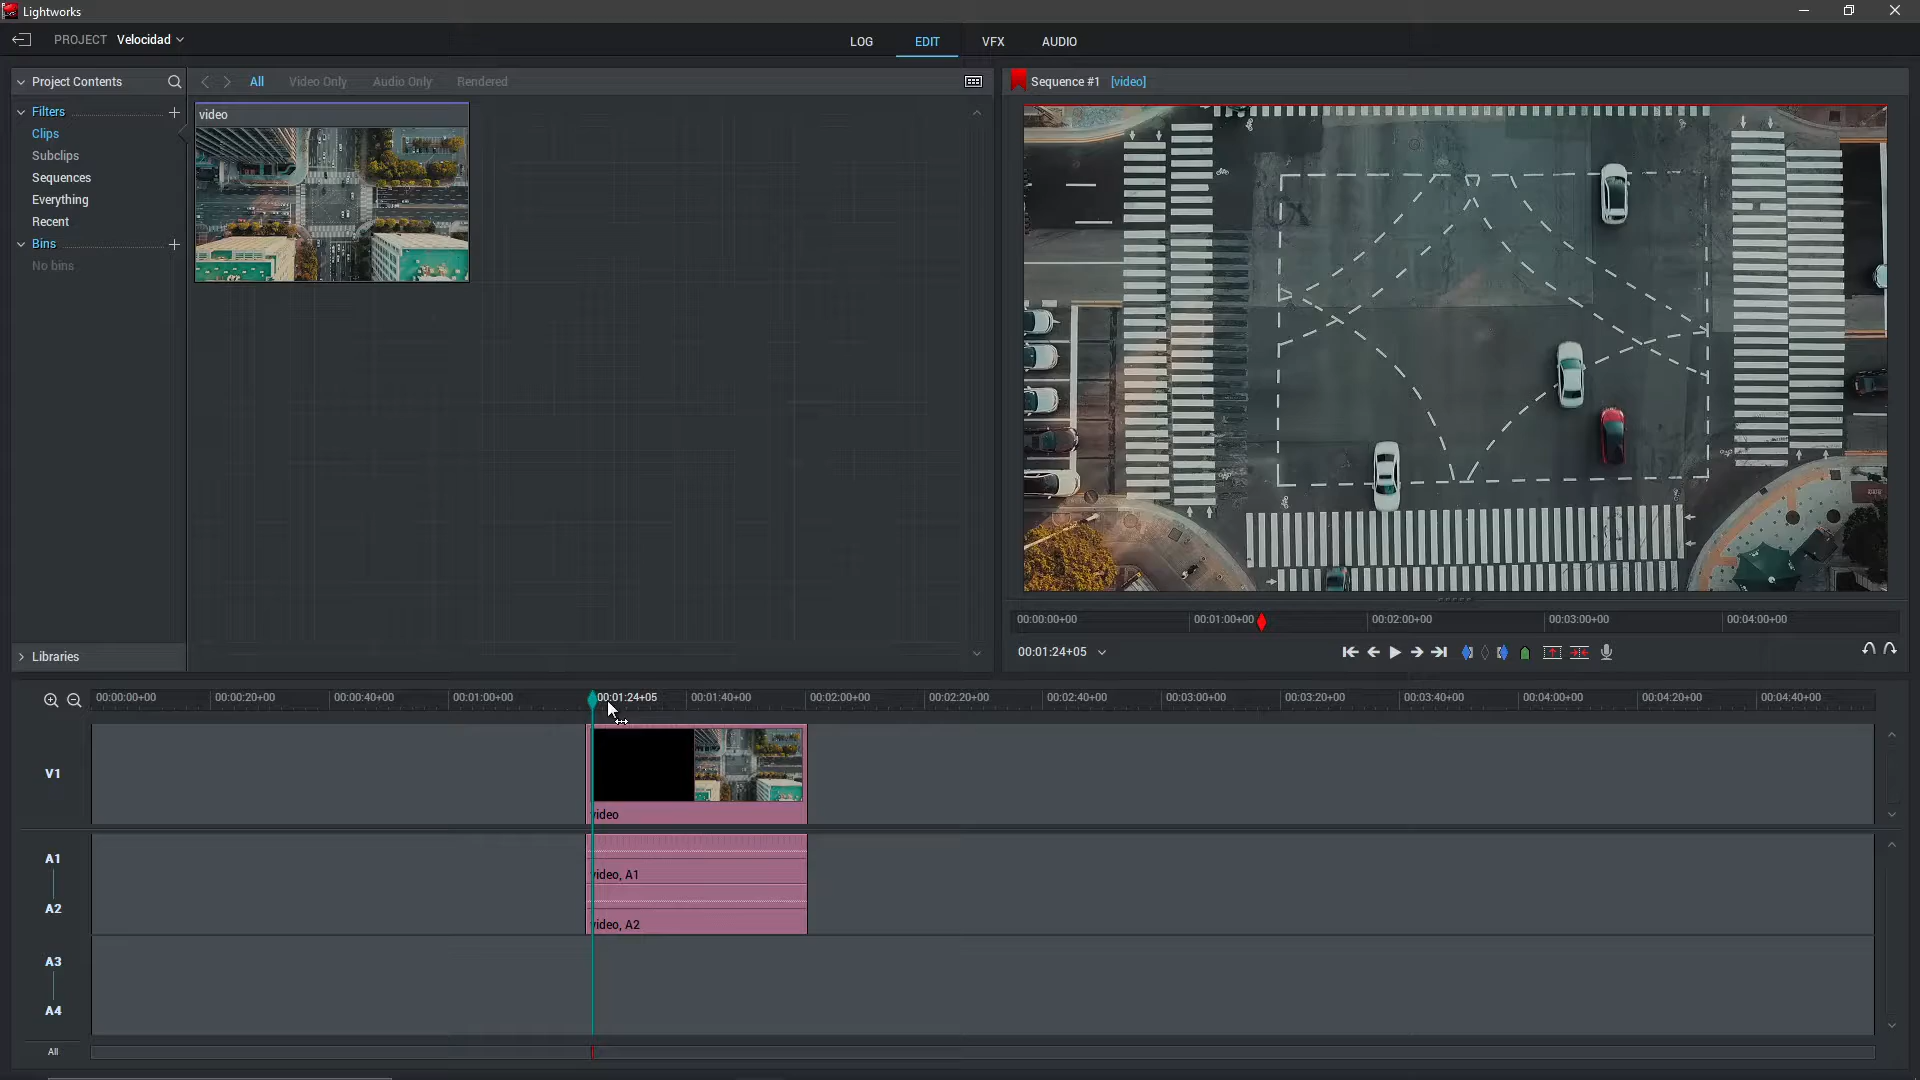 Lightworks
PROJECT Velocidad
LOG EDIT VFX AUDIO
Project Contents
Filters
Clips
Subclips
Sequences
Everything
Recent
Bins
No bins
Libraries
All Video Only Audio Only Rendered
video
Sequence #1 [video]
00:00:00+00 00:01:00+00 00:02:00+00 00:03:00+00 00:04:00+00
00:01:24+05
00:00:00+00 00:00:20+00 00:00:40+00 00:01:00+00 00:01:24+05 00:01:40+00 00:02:00+00 00:02:20+00 00:02:40+00 00:03:00+00 00:03:20+00 00:03:40+00 00:04:00+00 00:04:20+00 00:04:40+00
V1
video
A1
video, A1
A2
video, A2
A3
A4
All